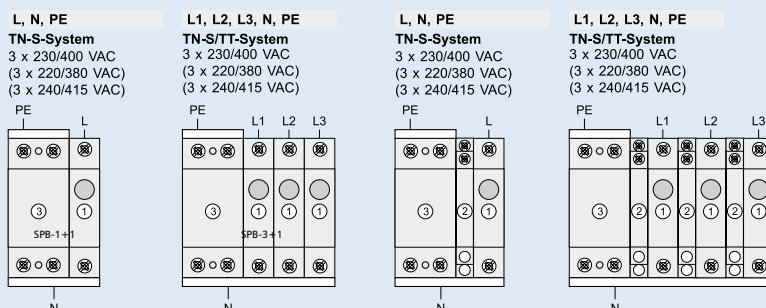 L, N, PE
TN-S-System
3 x 230/400 VAC
(3 x 220/380 VAC)
(3 x 240/415 VAC)
PE
L
3
1
SPB-1+1
N
L1, L2, L3, N, PE
TN-S/TT-System
3 x 230/400 VAC
(3 x 220/380 VAC)
(3 x 240/415 VAC)
PE
L1 L2 L3
3 1 1 1
SPB-3+1
N
L, N, PE
TN-S-System
3 x 230/400 VAC
(3 x 220/380 VAC)
(3 x 240/415 VAC)
PE
L
3 2 1
N
L1, L2, L3, N, PE
TN-S/TT-System
3 x 230/400 VAC
(3 x 220/380 VAC)
(3 x 240/415 VAC)
PE
L1 L2 L3
3 2 1 2 1 2 1
N